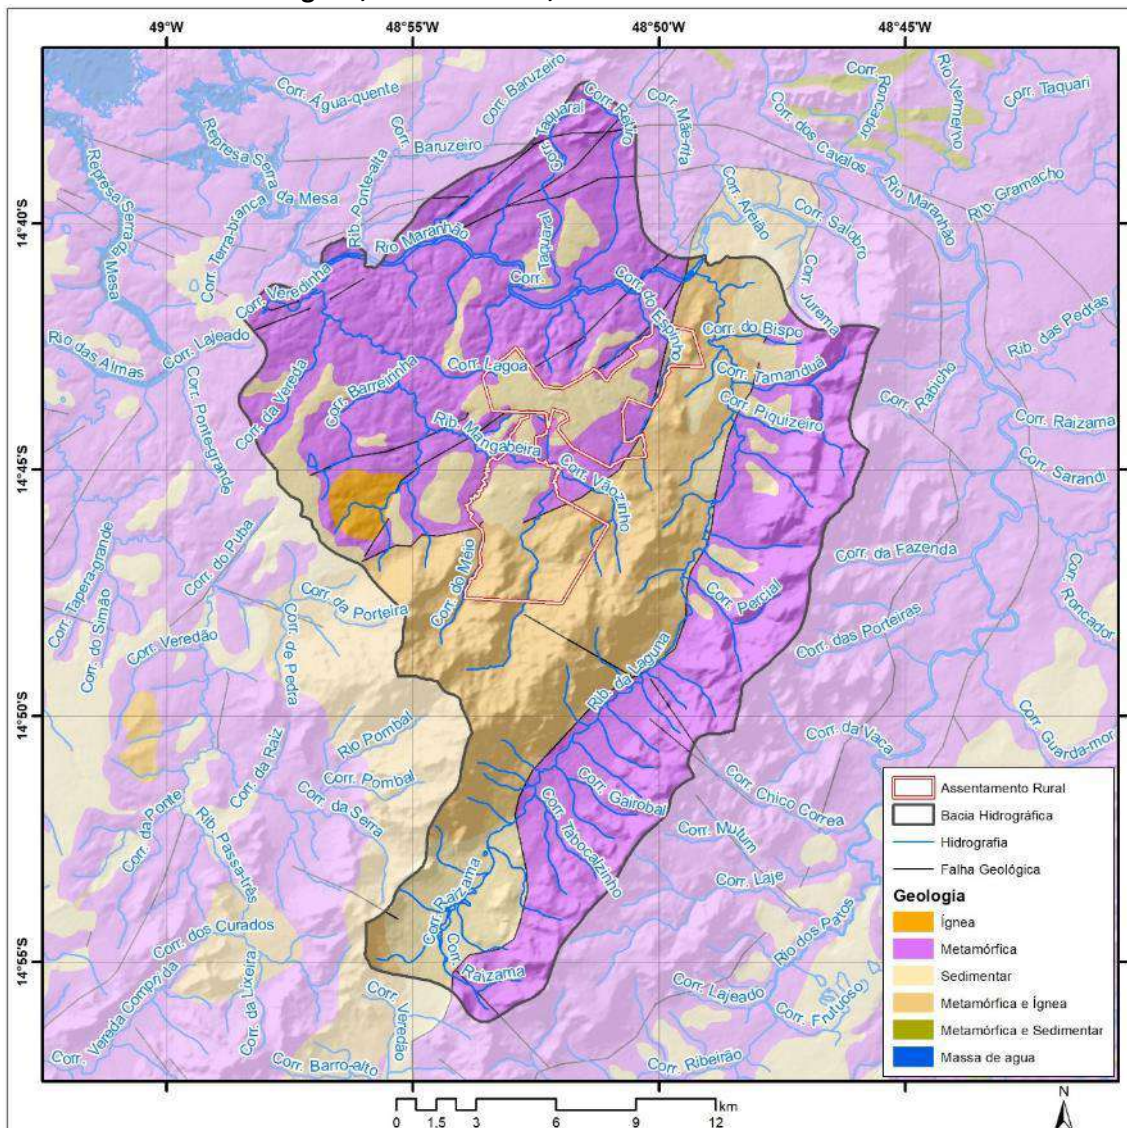 49°W
48°55'W
48°50'W
48°45'W
14°40'S
14°45'S
14°50'S
14°55'S
Corr. Água-quente
Corr. Baruzeiro
Corr. Retiro
Corr. Taquaral
Corr. Mãe-rita
Corr. dos Cavalos
Corr. Roncador
Rio Vermelho
Corr. Taquari
Represa Serra da Mesa
Represa Serra da Mesa
Rib. Ponte-alta
Corr. Baruzeiro
Rio Maranhão
Rib. Gramacho
Corr. Terra-branca
Rio Maranhão
Corr. Taquaral
Corr. Areião
Corr. Salobro
Corr. Veredinha
Corr. do Espinho
Corr. Jurema
Rio das Almas
Corr. Lajeado
Corr. do Bispo
Rib. das Pedras
Corr. Lagoa
Corr. Tamanduá
Corr. Ponte-grande
Corr. da Vereda
Corr. Barreirinha
Corr. Rabicho
Corr. Piquizeiro
Corr. Raizama
Rib. Mangabeira
Corr. Sarandi
Corr. Vãozinho
Corr. Tapera-grande
Corr. do Puba
Corr. do Meio
Corr. da Fazenda
Corr. do Simão
Corr. da Porteira
Corr. Percial
Corr. Roncador
Corr. Veredão
Corr. de Pedra
Rib. da Laguna
Corr. das Porteiras
Rio Pombal
Corr. da Vaca
Corr. Guarda-mor
Corr. da Raiz
Corr. Pombal
Corr. da Serra
Corr. Gairobal
Corr. Chico Correa
Corr. da Ponte
Rib. Passa-três
Corr. Tabocalzinho
Corr. Mutum
Corr. Laje
Corr. Raizama
Rio dos Patos
Corr. dos Curados
Corr. Raizama
Corr. Vereda Comprida
Corr. da Lixeira
Corr. Veredão
Corr. Lajeado
Corr. Frutuoso
Corr. Barro-alto
Corr. Ribeirão
Assentamento Rural
Bacia Hidrográfica
Hidrografia
Falha Geológica
Geologia
Ígnea
Metamórfica
Sedimentar
Metamórfica e Ígnea
Metamórfica e Sedimentar
Massa de agua
km
0 1.5 3 6 9 12
N